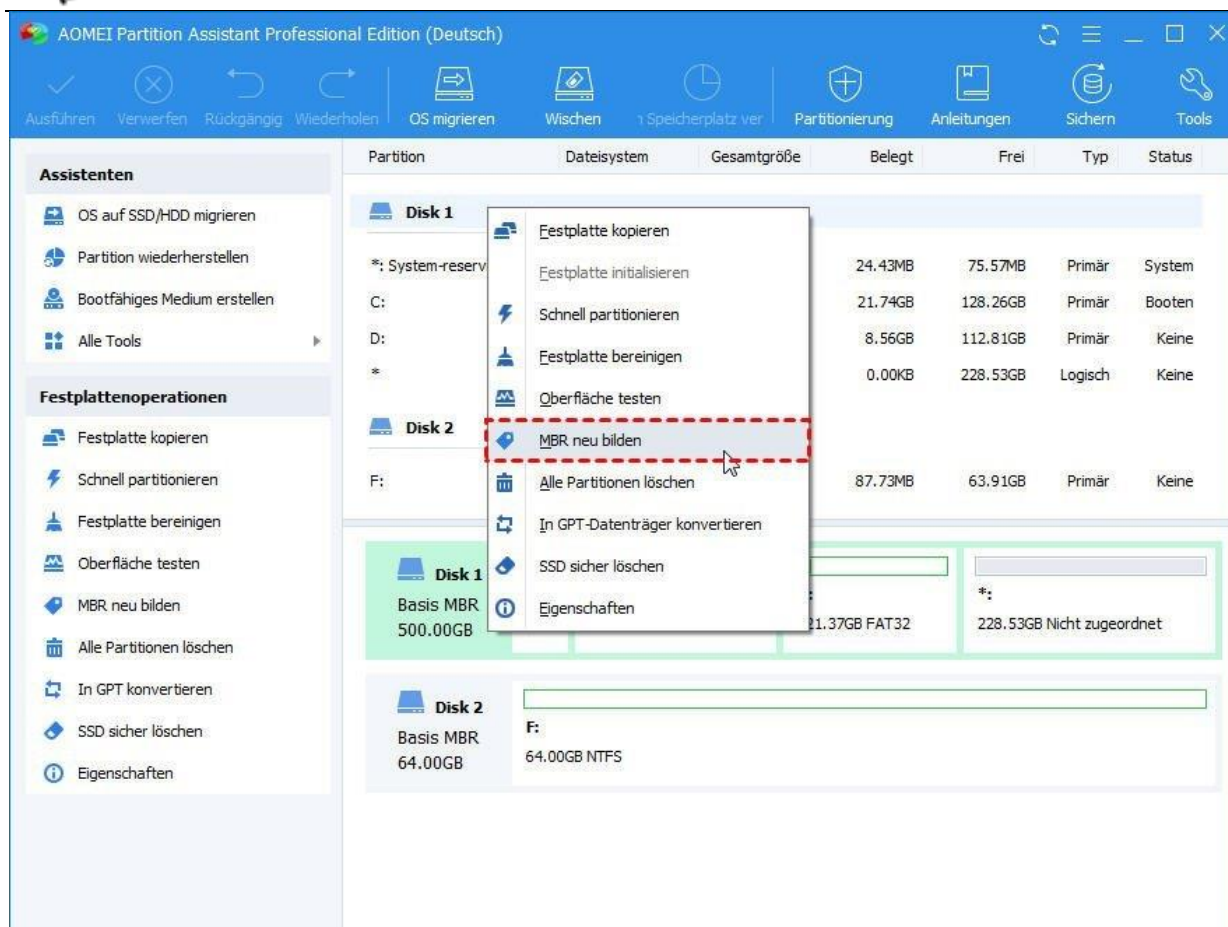 AOMEI Partition Assistant Professional Edition (Deutsch)
Ausführen Verwerfen Rückgängig Wiederholen OS migrieren Wischen Speicherplatz ver Partitionierung Anleitungen Sichern Tools
Assistenten
OS auf SSD/HDD migrieren
Partition wiederherstellen
Bootfähiges Medium erstellen
Alle Tools
Festplattenoperationen
Festplatte kopieren
Schnell partitionieren
Festplatte bereinigen
Oberfläche testen
MBR neu bilden
Alle Partitionen löschen
In GPT konvertieren
SSD sicher löschen
Eigenschaften
Partition Dateisystem Gesamtgröße Belegt Frei Typ Status
Disk 1
*: System-reserv 24.43MB 75.57MB Primär System
C: 21.74GB 128.26GB Primär Booten
D: 8.56GB 112.81GB Primär Keine
* 0.00KB 228.53GB Logisch Keine
Disk 2
F: 87.73MB 63.91GB Primär Keine
Festplatte kopieren
Festplatte initialisieren
Schnell partitionieren
Festplatte bereinigen
Oberfläche testen
MBR neu bilden
Alle Partitionen löschen
In GPT-Datenträger konvertieren
SSD sicher löschen
Eigenschaften
Disk 1
Basis MBR
500.00GB
21.37GB FAT32
*:
228.53GB Nicht zugeordnet
Disk 2
Basis MBR
64.00GB
F:
64.00GB NTFS